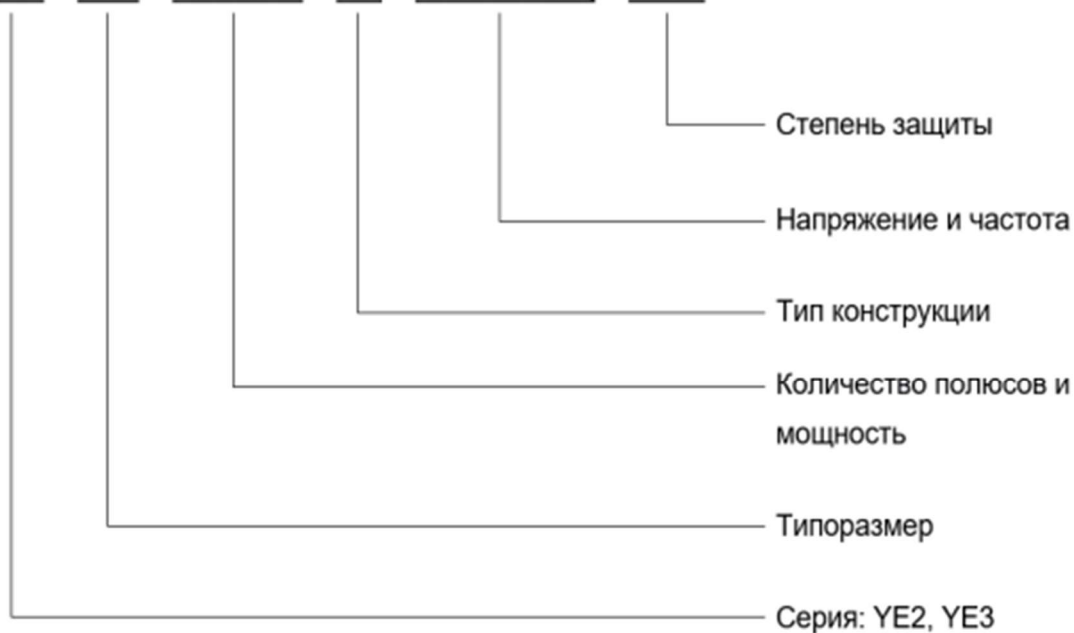 Степень защиты
Напряжение и частота
Тип конструкции
Количество полюсов и
мощность
Типоразмер
Серия: YE2, YE3